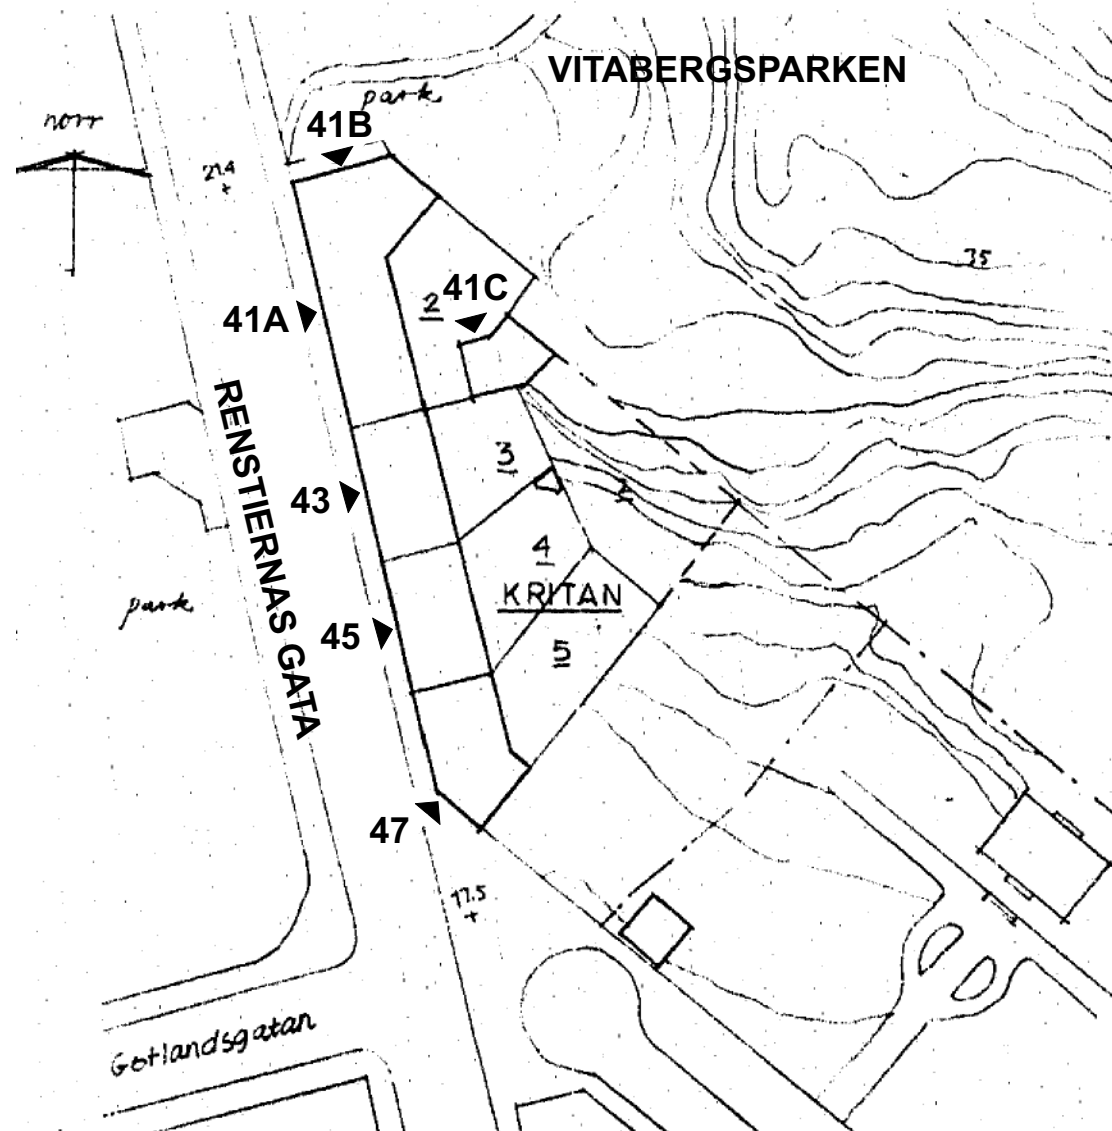 VITABERGSPARKEN
park
41B
norr
27.4
35
41C
2
41A
RENSTIERNAS GATA
3
43
4
KRITAN
park
45
5
47
17.5
Gotlandsgatan